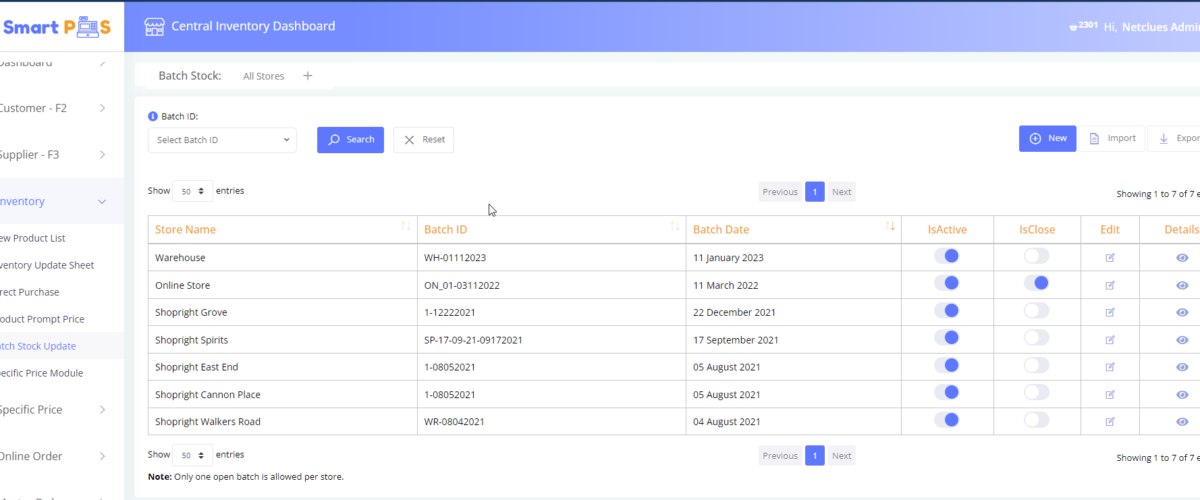 Smart POS
Central Inventory Dashboard
2301 Hi, Netclues Admin
Dashboard
Customer - F2
Supplier - F3
Inventory
ew Product List
ventory Update Sheet
rect Purchase
oduct Prompt Price
atch Stock Update
pecific Price Module
Specific Price
Online Order
Batch Stock: All Stores +
Batch ID:
Select Batch ID Search Reset
New Import Expor
Show 50 entries Previous 1 Next Showing 1 to 7 of 7 e
Store Name Batch ID Batch Date IsActive IsClose Edit Details
Warehouse WH-01112023 11 January 2023
Online Store ON_01-03112022 11 March 2022
Shopright Grove 1-12222021 22 December 2021
Shopright Spirits SP-17-09-21-09172021 17 September 2021
Shopright East End 1-08052021 05 August 2021
Shopright Cannon Place 1-08052021 05 August 2021
Shopright Walkers Road WR-08042021 04 August 2021
Show 50 entries Previous 1 Next Showing 1 to 7 of 7 e
Note: Only one open batch is allowed per store.